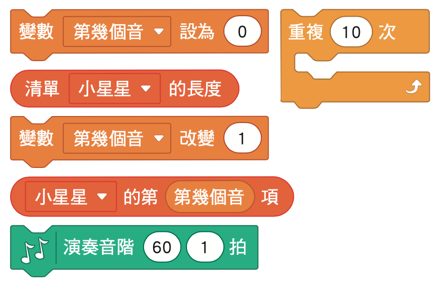 變數 第幾個音 設為 0
重複 10 次
清單 小星星 的長度
變數 第幾個音 改變 1
小星星 的第 第幾個音 項
演奏音階 60 1 拍